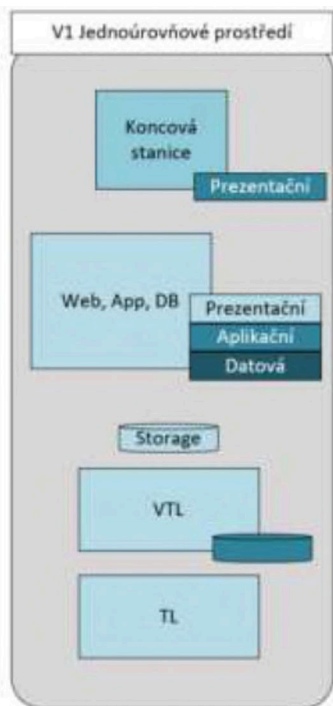 V1 Jednoúrovňové prostředí
Koncová
stanice
Prezentační
Web, App, DB
Prezentační
Aplikační
Datová
Storage
VTL
TL